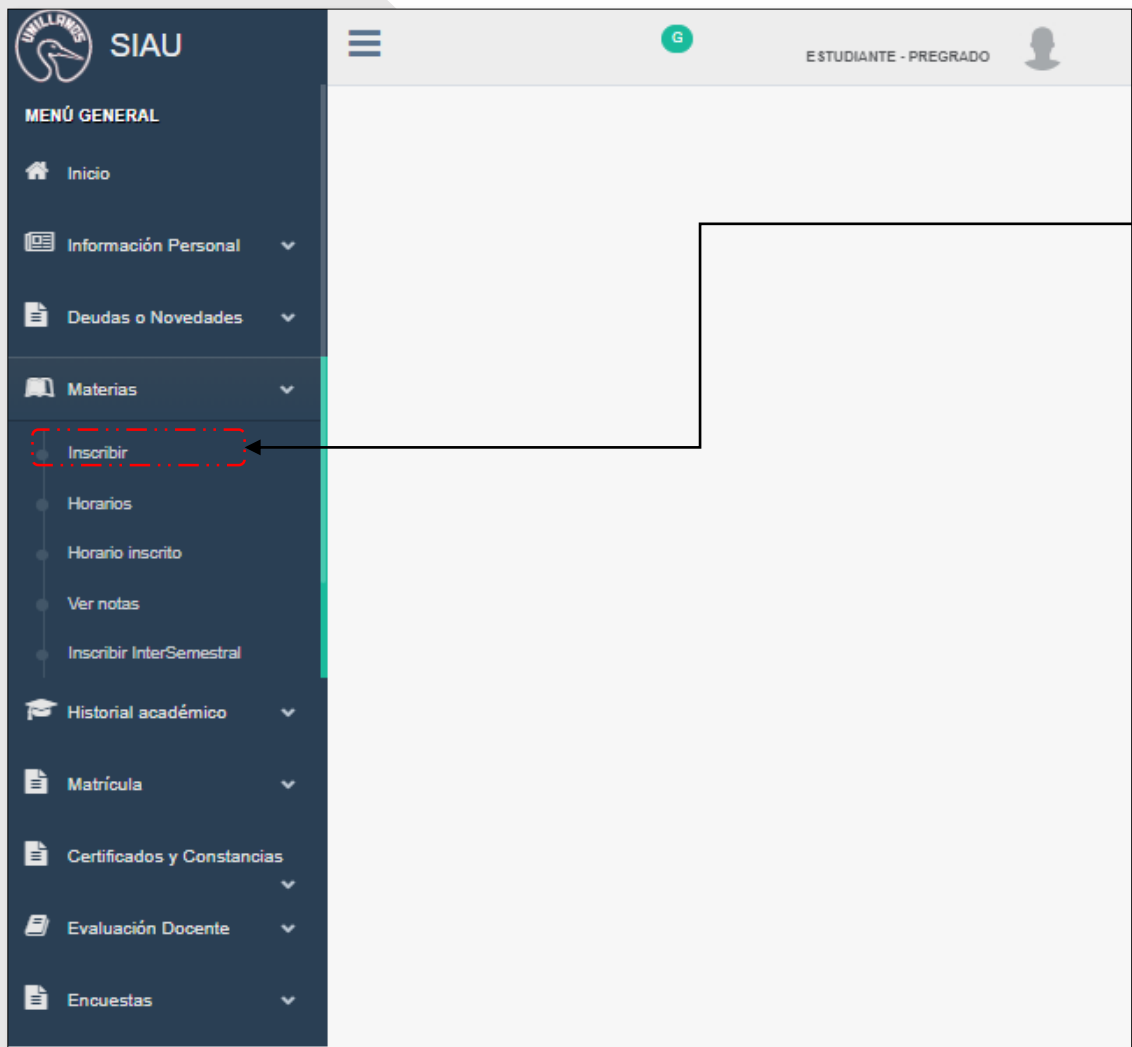 UNILLANOS
SIAU
G
ESTUDIANTE - PREGRADO
MENÚ GENERAL
Inicio
Información Personal
Deudas o Novedades
Materias
Inscribir
Horarios
Horario inscrito
Ver notas
Inscribir InterSemestral
Historial académico
Matrícula
Certificados y Constancias
Evaluación Docente
Encuestas